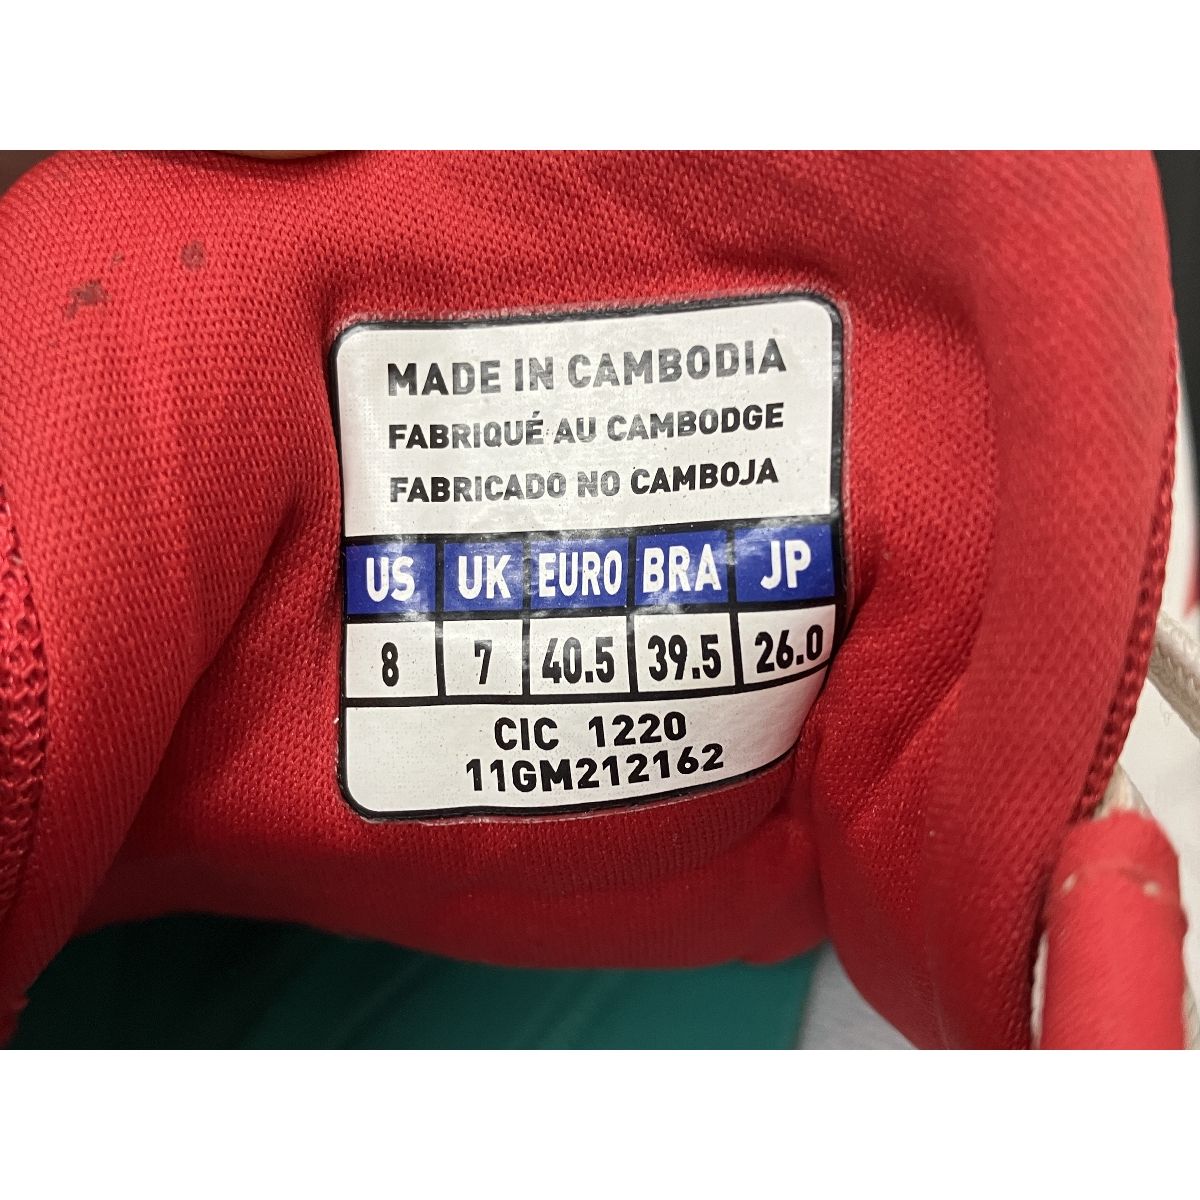 MADE IN CAMBODIA
FABRIQUÉ AU CAMBODGE
FABRICADO NO CAMBOJA
US UK EURO BRA JP
8 7 40.5 39.5 26.0
CIC 1220
11GM212162